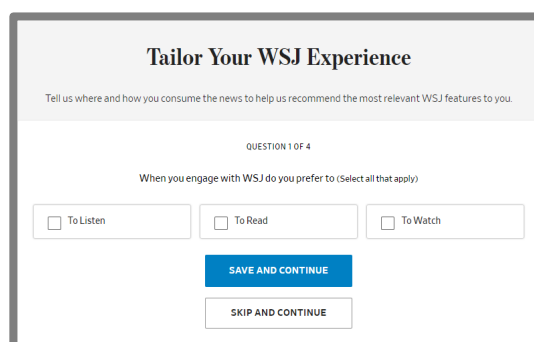 Tailor Your WSJ Experience
Tell us where and how you consume the news to help us recommend the most relevant WSJ features to you.
QUESTION 1 OF 4
When you engage with WSJ do you prefer to (Select all that apply)
To Listen
To Read
To Watch
SAVE AND CONTINUE
SKIP AND CONTINUE